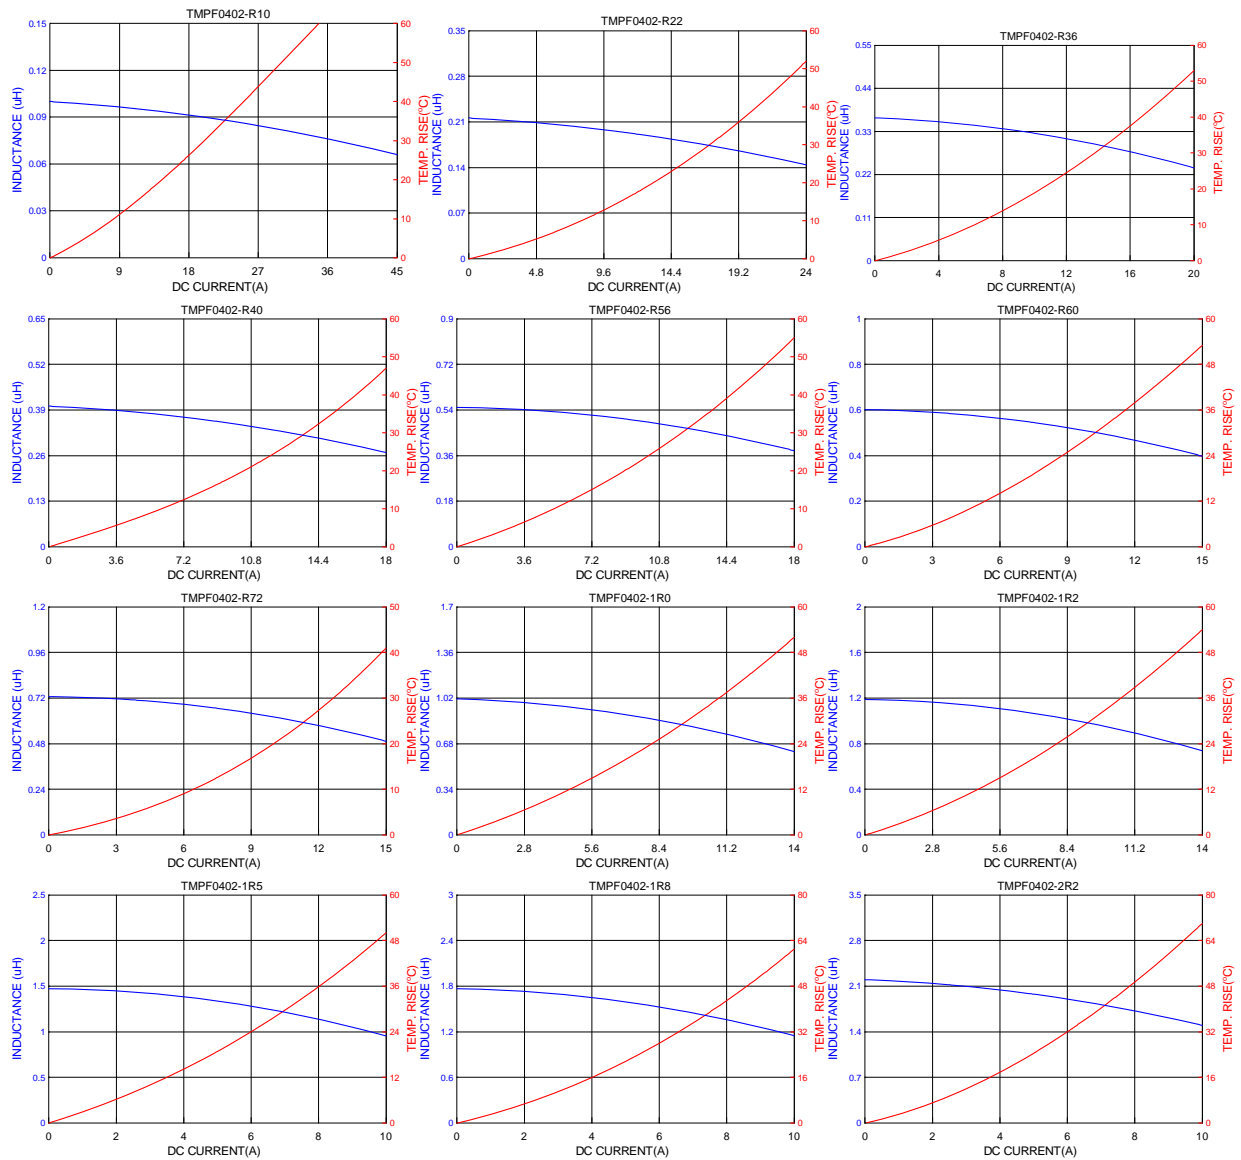 TMPF0402-R10
0.15
0.12
0.09
0.06
0.03
0
INDUCTANCE (uH)
60
50
40
30
20
10
0
TEMP. RISE(ºC)
0 9 18 27 36 45
DC CURRENT(A)
TMPF0402-R22
0.35
0.28
0.21
0.14
0.07
0
INDUCTANCE (uH)
60
50
40
30
20
10
0
TEMP. RISE(ºC)
0 4.8 9.6 14.4 19.2 24
DC CURRENT(A)
TMPF0402-R36
0.55
0.44
0.33
0.22
0.11
0
INDUCTANCE (uH)
60
50
40
30
20
10
0
TEMP. RISE(ºC)
0 4 8 12 16 20
DC CURRENT(A)
TMPF0402-R40
0.65
0.52
0.39
0.26
0.13
0
INDUCTANCE (uH)
60
50
40
30
20
10
0
TEMP. RISE(ºC)
0 3.6 7.2 10.8 14.4 18
DC CURRENT(A)
TMPF0402-R56
0.9
0.72
0.54
0.36
0.18
0
INDUCTANCE (uH)
60
50
40
30
20
10
0
TEMP. RISE(ºC)
0 3.6 7.2 10.8 14.4 18
DC CURRENT(A)
TMPF0402-R60
1
0.8
0.6
0.4
0.2
0
INDUCTANCE (uH)
60
48
36
24
12
0
TEMP. RISE(ºC)
0 3 6 9 12 15
DC CURRENT(A)
TMPF0402-R72
1.2
0.96
0.72
0.48
0.24
0
INDUCTANCE (uH)
50
40
30
20
10
0
TEMP. RISE(ºC)
0 3 6 9 12 15
DC CURRENT(A)
TMPF0402-1R0
1.7
1.36
1.02
0.68
0.34
0
INDUCTANCE (uH)
60
48
36
24
12
0
TEMP. RISE(ºC)
0 2.8 5.6 8.4 11.2 14
DC CURRENT(A)
TMPF0402-1R2
2
1.6
1.2
0.8
0.4
0
INDUCTANCE (uH)
60
48
36
24
12
0
TEMP. RISE(ºC)
0 2.8 5.6 8.4 11.2 14
DC CURRENT(A)
TMPF0402-1R5
2.5
2
1.5
1
0.5
0
INDUCTANCE (uH)
60
48
36
24
12
0
TEMP. RISE(ºC)
0 2 4 6 8 10
DC CURRENT(A)
TMPF0402-1R8
3
2.4
1.8
1.2
0.6
0
INDUCTANCE (uH)
80
64
48
32
16
0
TEMP. RISE(ºC)
0 2 4 6 8 10
DC CURRENT(A)
TMPF0402-2R2
3.5
2.8
2.1
1.4
0.7
0
INDUCTANCE (uH)
80
64
48
32
16
0
TEMP. RISE(ºC)
0 2 4 6 8 10
DC CURRENT(A)